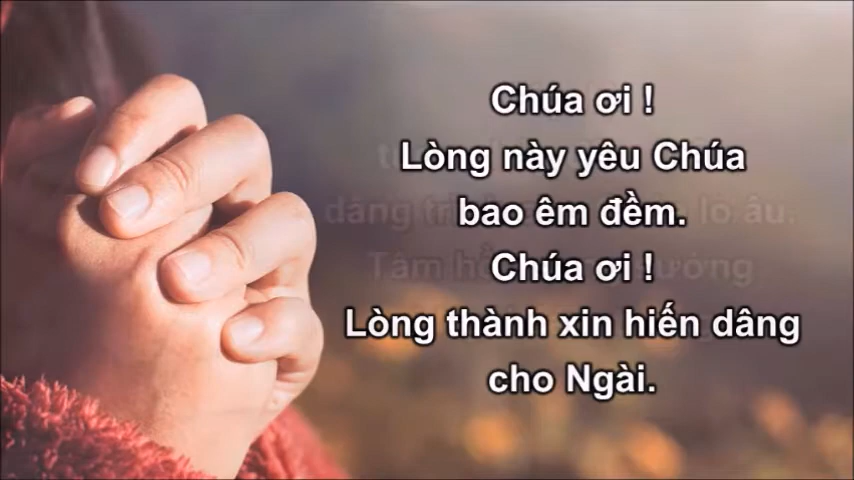 Chúa ơi !
Lòng này yêu Chúa
bao êm đềm.
Chúa ơi !
Lòng thành xin hiến dâng
cho Ngài.